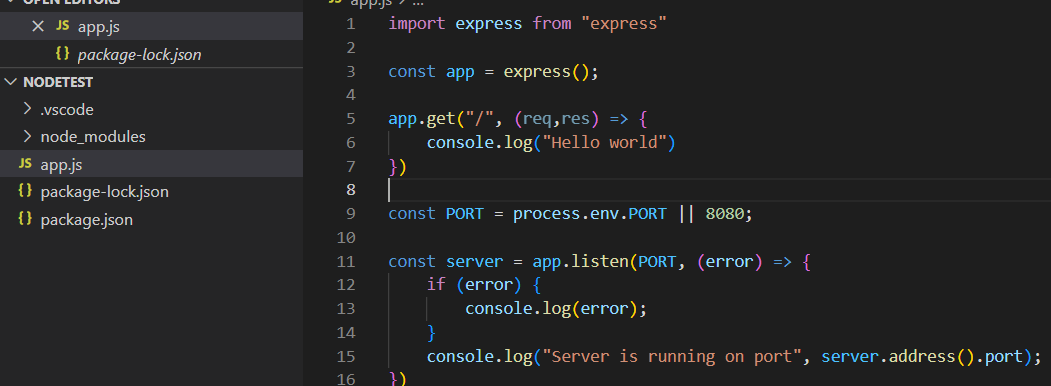 OPEN EDITORS
JS app.js
{} package-lock.json
NODETEST
.vscode
node_modules
JS app.js
{} package-lock.json
{} package.json
JS app.js > ...
1 import express from "express"
2
3 const app = express();
4
5 app.get("/", (req,res) => {
6 console.log("Hello world")
7 })
8
9 const PORT = process.env.PORT || 8080;
10
11 const server = app.listen(PORT, (error) => {
12 if (error) {
13 console.log(error);
14 }
15 console.log("Server is running on port", server.address().port);
16 })